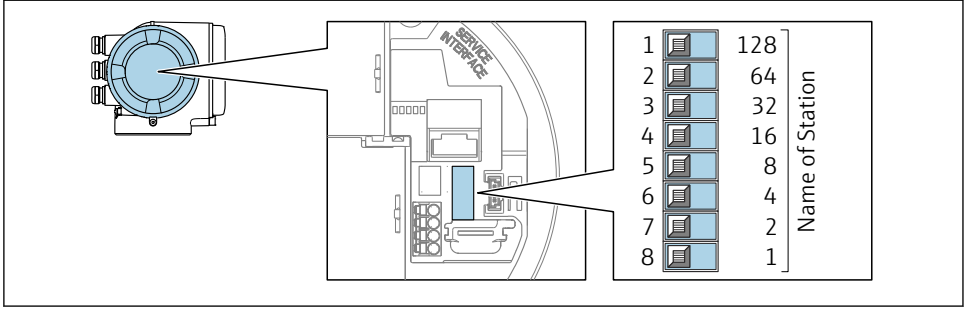 SERVICE
INTERFACE
1 128
2 64
3 32
4 16
5 8
6 4
7 2
8 1
Name of Station